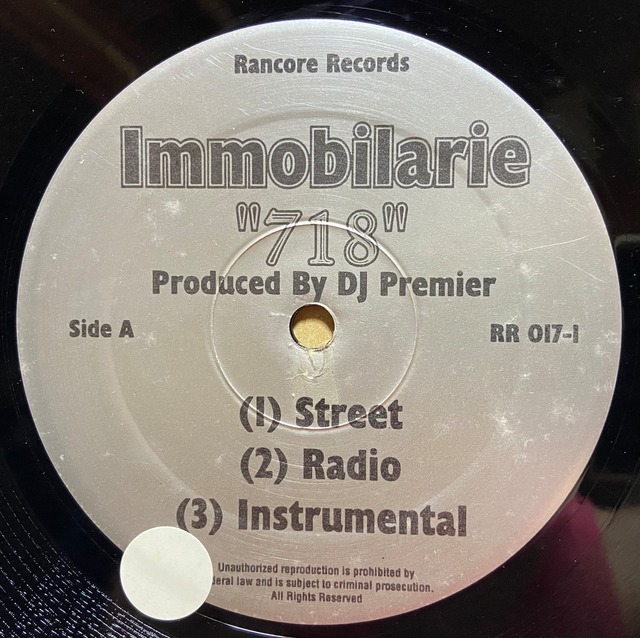 Rancore Records
Immobilarie
"718"
Produced By DJ Premier
Side A
RR 017-1
(1) Street
(2) Radio
(3) Instrumental
Unauthorized reproduction is prohibited by
law and is subject to criminal prosecution.
All Rights Reserved